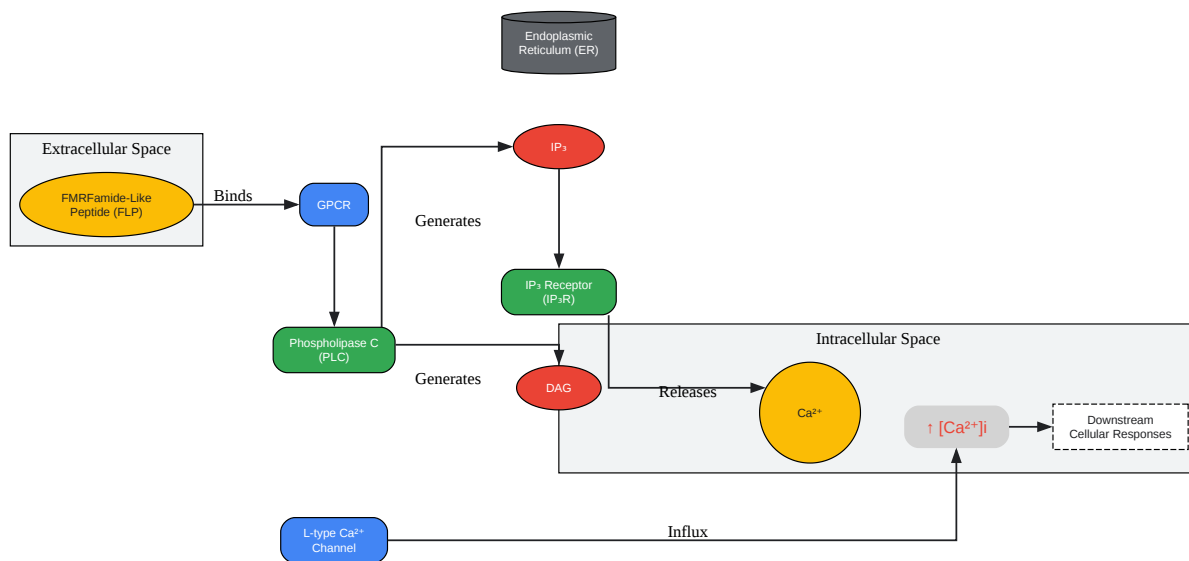 Endoplasmic
Reticulum (ER)
Extracellular Space
FMRFamide-Like
Peptide (FLP)
Binds
GPCR
IP₃
Generates
IP₃ Receptor
(IP₃R)
Phospholipase C
(PLC)
Generates
DAG
Intracellular Space
Releases
Ca²⁺
↑ [Ca²⁺]i
Downstream
Cellular Responses
L-type Ca²⁺
Channel
Influx